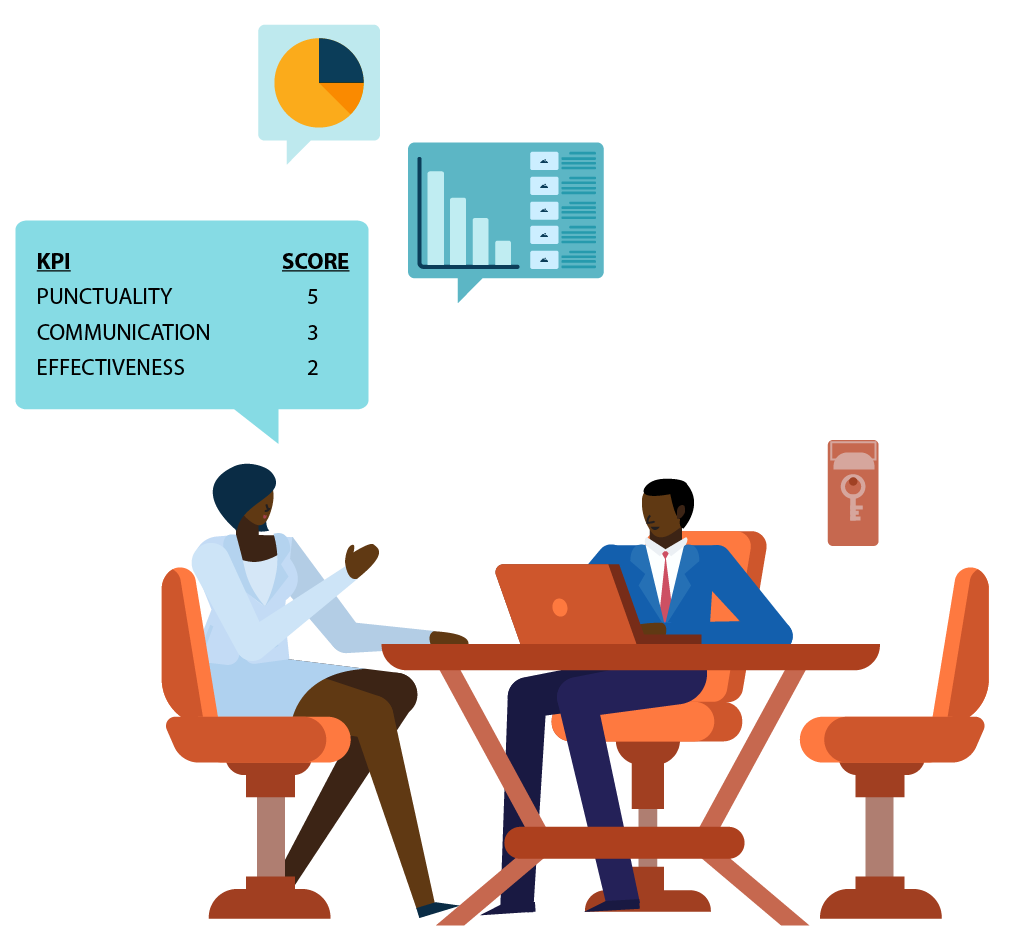 KPI SCORE
PUNCTUALITY 5
COMMUNICATION 3
EFFECTIVENESS 2